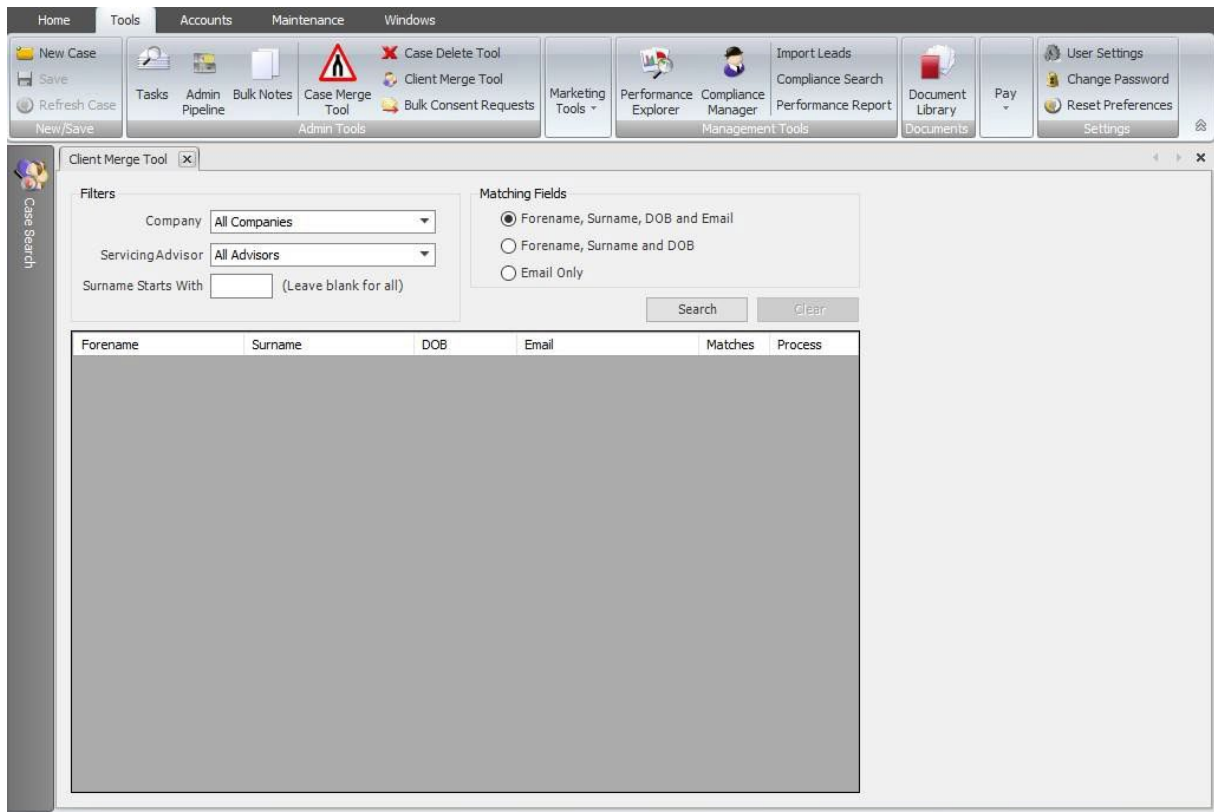 Home Tools Accounts Maintenance Windows
New Case
Save
Refresh Case
New/Save
Tasks
Admin
Pipeline
Bulk Notes
Case Merge
Tool
Case Delete Tool
Client Merge Tool
Bulk Consent Requests
Admin Tools
Marketing
Tools
Performance
Explorer
Compliance
Manager
Import Leads
Compliance Search
Performance Report
Management Tools
Document
Library
Documents
Pay
User Settings
Change Password
Reset Preferences
Settings
Case Search
Client Merge Tool
Filters
Company All Companies
Servicing Advisor All Advisors
Surname Starts With (Leave blank for all)
Matching Fields
Forename, Surname, DOB and Email
Forename, Surname and DOB
Email Only
Search Clear
Forename Surname DOB Email Matches Process